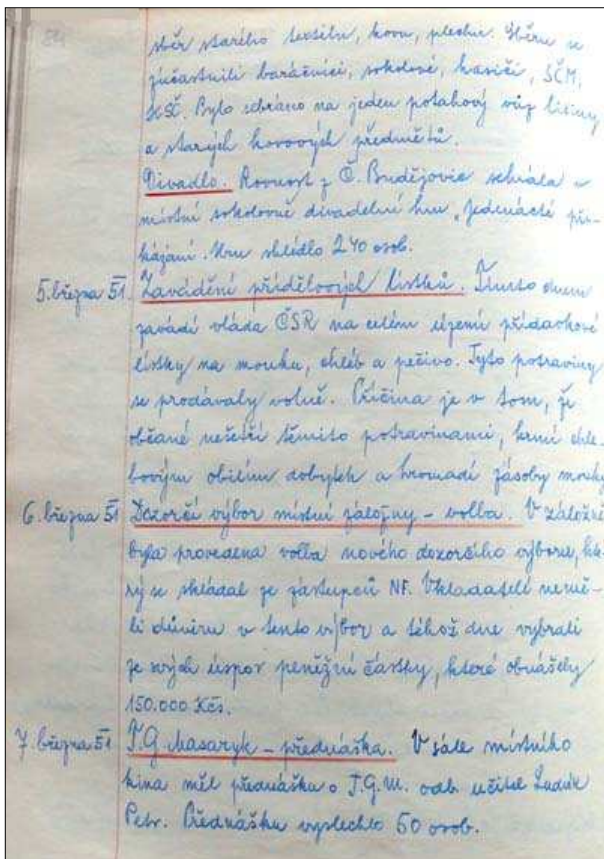 sběr starého textilu, kovu, plechu. Sběru se
zúčastnili baráčníci, sokolové, hasiči, SČM,
KSČ. Bylo sebráno na jeden potahový vůz litiny
a starých kovových předmětů.
Divadlo. Rovnost z Č. Budějovic sehrála v
místní sokolovně divadelní hru „Jedenácté při-
kázání. Hru shlédlo 240 osob.
5. března 51 Zavádění přídělových lístků. Tímto dnem
zavádí vláda ČSR na celém území přídavkové
lístky na mouku, chléb a pečivo. Tyto potraviny
se prodávaly volně. Příčina je v tom, že
občané nešetří těmito potravinami, krmí chle-
bovým obilím dobytek a hromadí zásoby mouky
6. března 51 Dozorčí výbor místní záložny - volba. V záložně
byla provedena volba nového dozorčího výboru, kte-
rý se skládal ze zástupců NF. Vkladatelé nemě-
li důvěru v tento výbor a téhož dne vybrali
ze svých úspor peněžní částky, které obnášely
150.000 Kčs.
7. března 51 T. G. Masaryk - přednáška. V sále místního
kina měl přednášku o T. G. M. odb. učitel Luděk
Petr. Přednášku vyslechlo 50 osob.